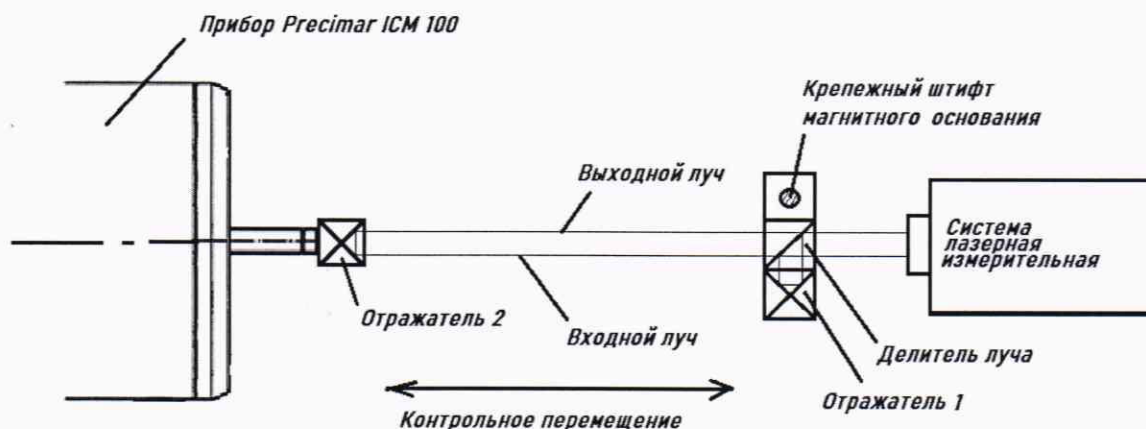 Прибор Precimar ICM 100
Крепежный штифт
магнитного основания
Выходной луч
Система
лазерная
измерительная
Отражатель 2
Входной луч
Делитель луча
Отражатель 1
Контрольное перемещение